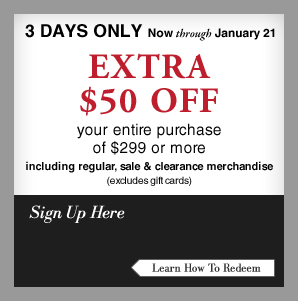 3 DAYS ONLY Now through January 21
EXTRA
$50 OFF
your entire purchase
of $299 or more
including regular, sale & clearance merchandise
(excludes gift cards)
Sign Up Here
Learn How To Redeem